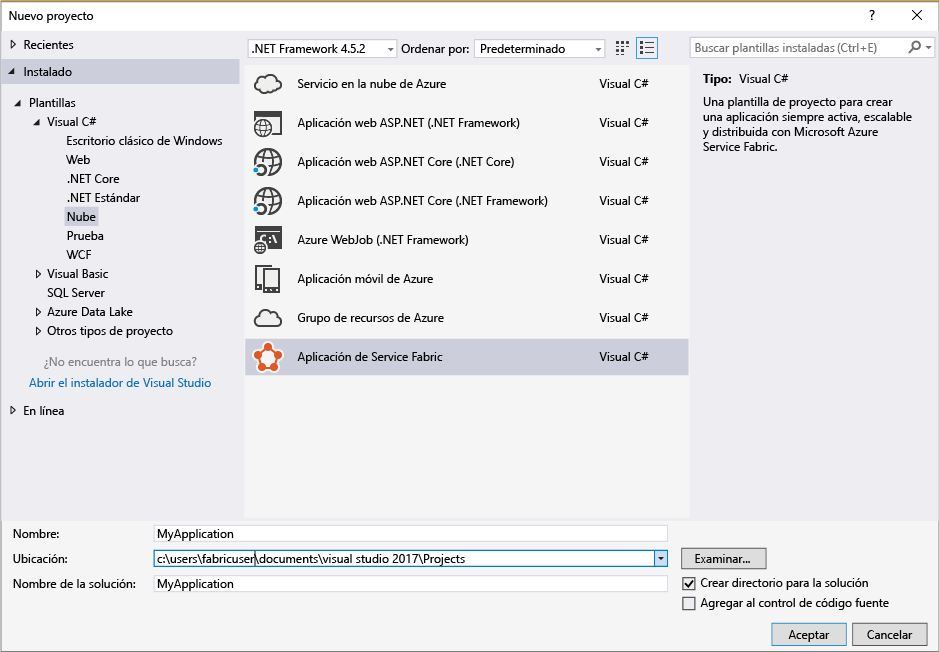 Nuevo proyecto
?
Recientes
.NET Framework 4.5.2
Ordenar por:
Predeterminado
Buscar plantillas instaladas (Ctrl+E)
Instalado
Plantillas
Visual C#
Escritorio clásico de Windows
Web
.NET Core
.NET Estándar
Nube
Prueba
WCF
Visual Basic
SQL Server
Azure Data Lake
Otros tipos de proyecto
¿No encuentra lo que busca?
Abrir el instalador de Visual Studio
En línea
Servicio en la nube de Azure Visual C#
Aplicación web ASP.NET (.NET Framework) Visual C#
Aplicación web ASP.NET Core (.NET Core) Visual C#
Aplicación web ASP.NET Core (.NET Framework) Visual C#
Azure WebJob (.NET Framework) Visual C#
Aplicación móvil de Azure Visual C#
Grupo de recursos de Azure Visual C#
Aplicación de Service Fabric Visual C#
Tipo: Visual C#
Una plantilla de proyecto para crear
una aplicación siempre activa, escalable
y distribuida con Microsoft Azure
Service Fabric.
Nombre: MyApplication
Ubicación: c:\users\fabricuser\documents\visual studio 2017\Projects
Examinar...
Nombre de la solución: MyApplication
Crear directorio para la solución
Agregar al control de código fuente
Aceptar
Cancelar